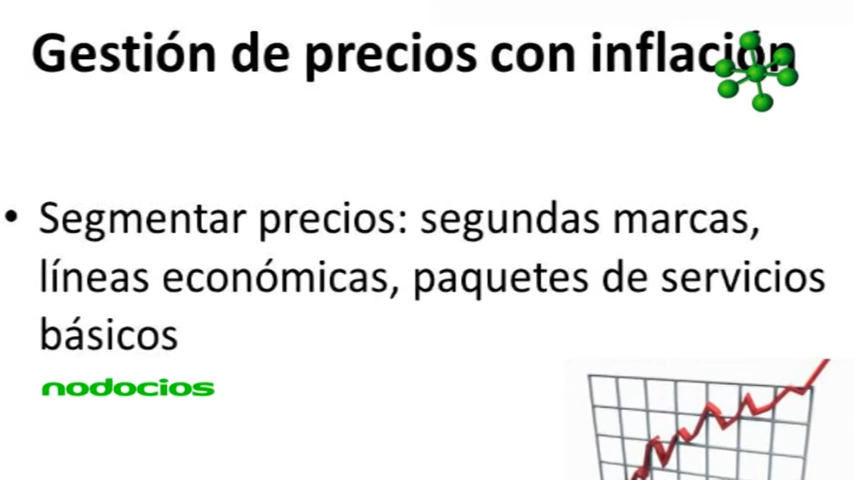 Gestión de precios con inflación
• Segmentar precios: segundas marcas,
líneas económicas, paquetes de servicios
básicos
nodocios